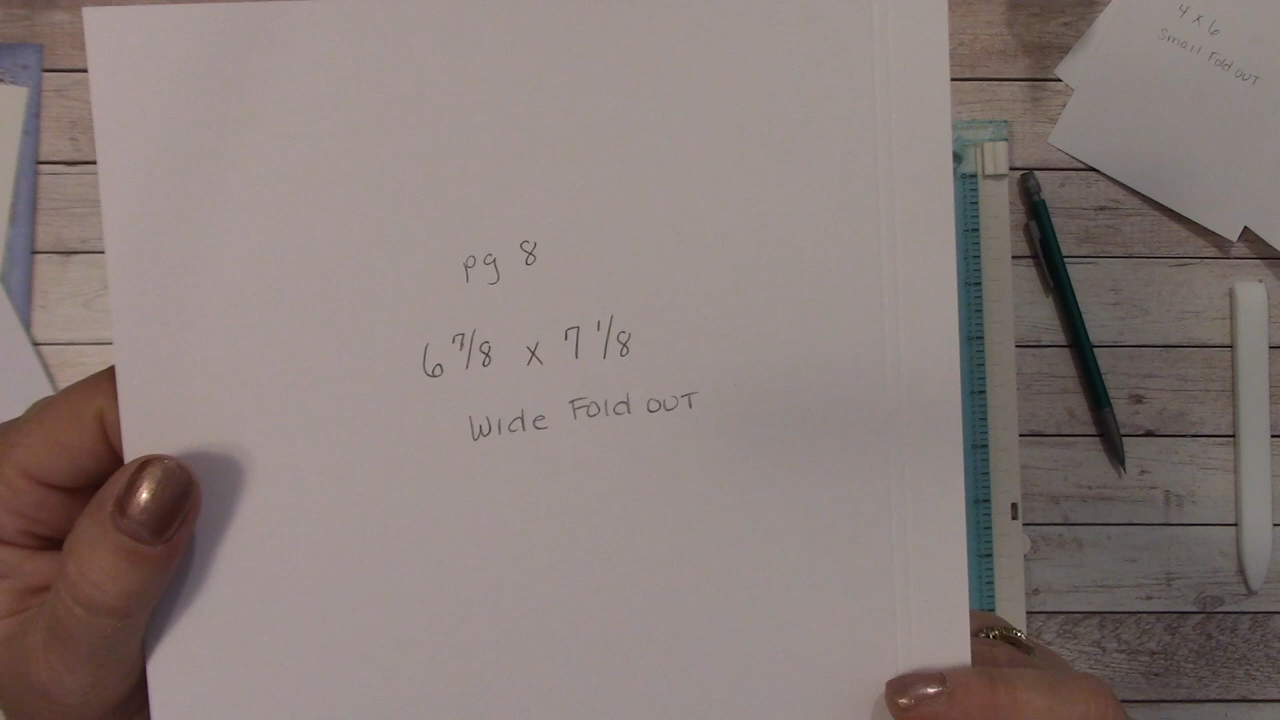 pg 8
6 7/8 x 7 1/8
Wide Fold out
4 x 6
Small Fold out